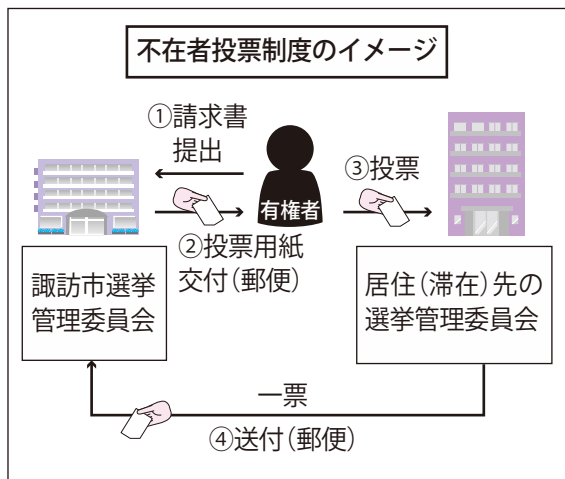 不在者投票制度のイメージ
①請求書
提出
有権者
③投票
②投票用紙
交付(郵便)
諏訪市選挙
管理委員会
居住(滞在)先の
選挙管理委員会
一票
④送付(郵便)